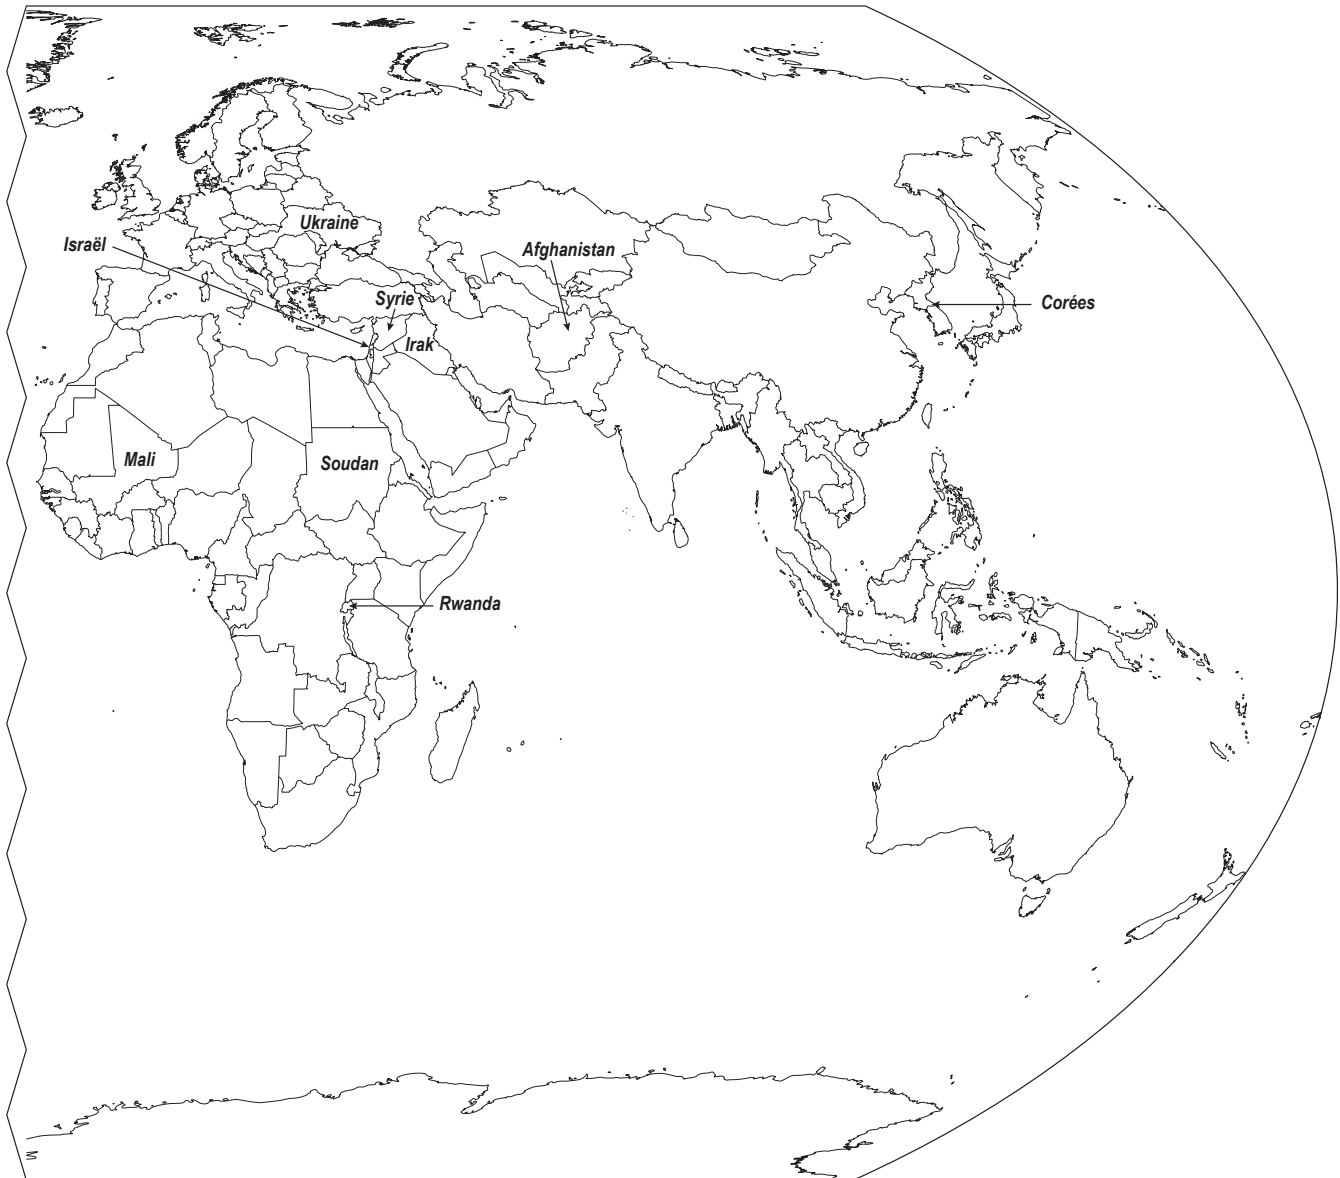 Ukraine
Israël
Afghanistan
Syrie
Corées
Irak
Mali
Soudan
Rwanda